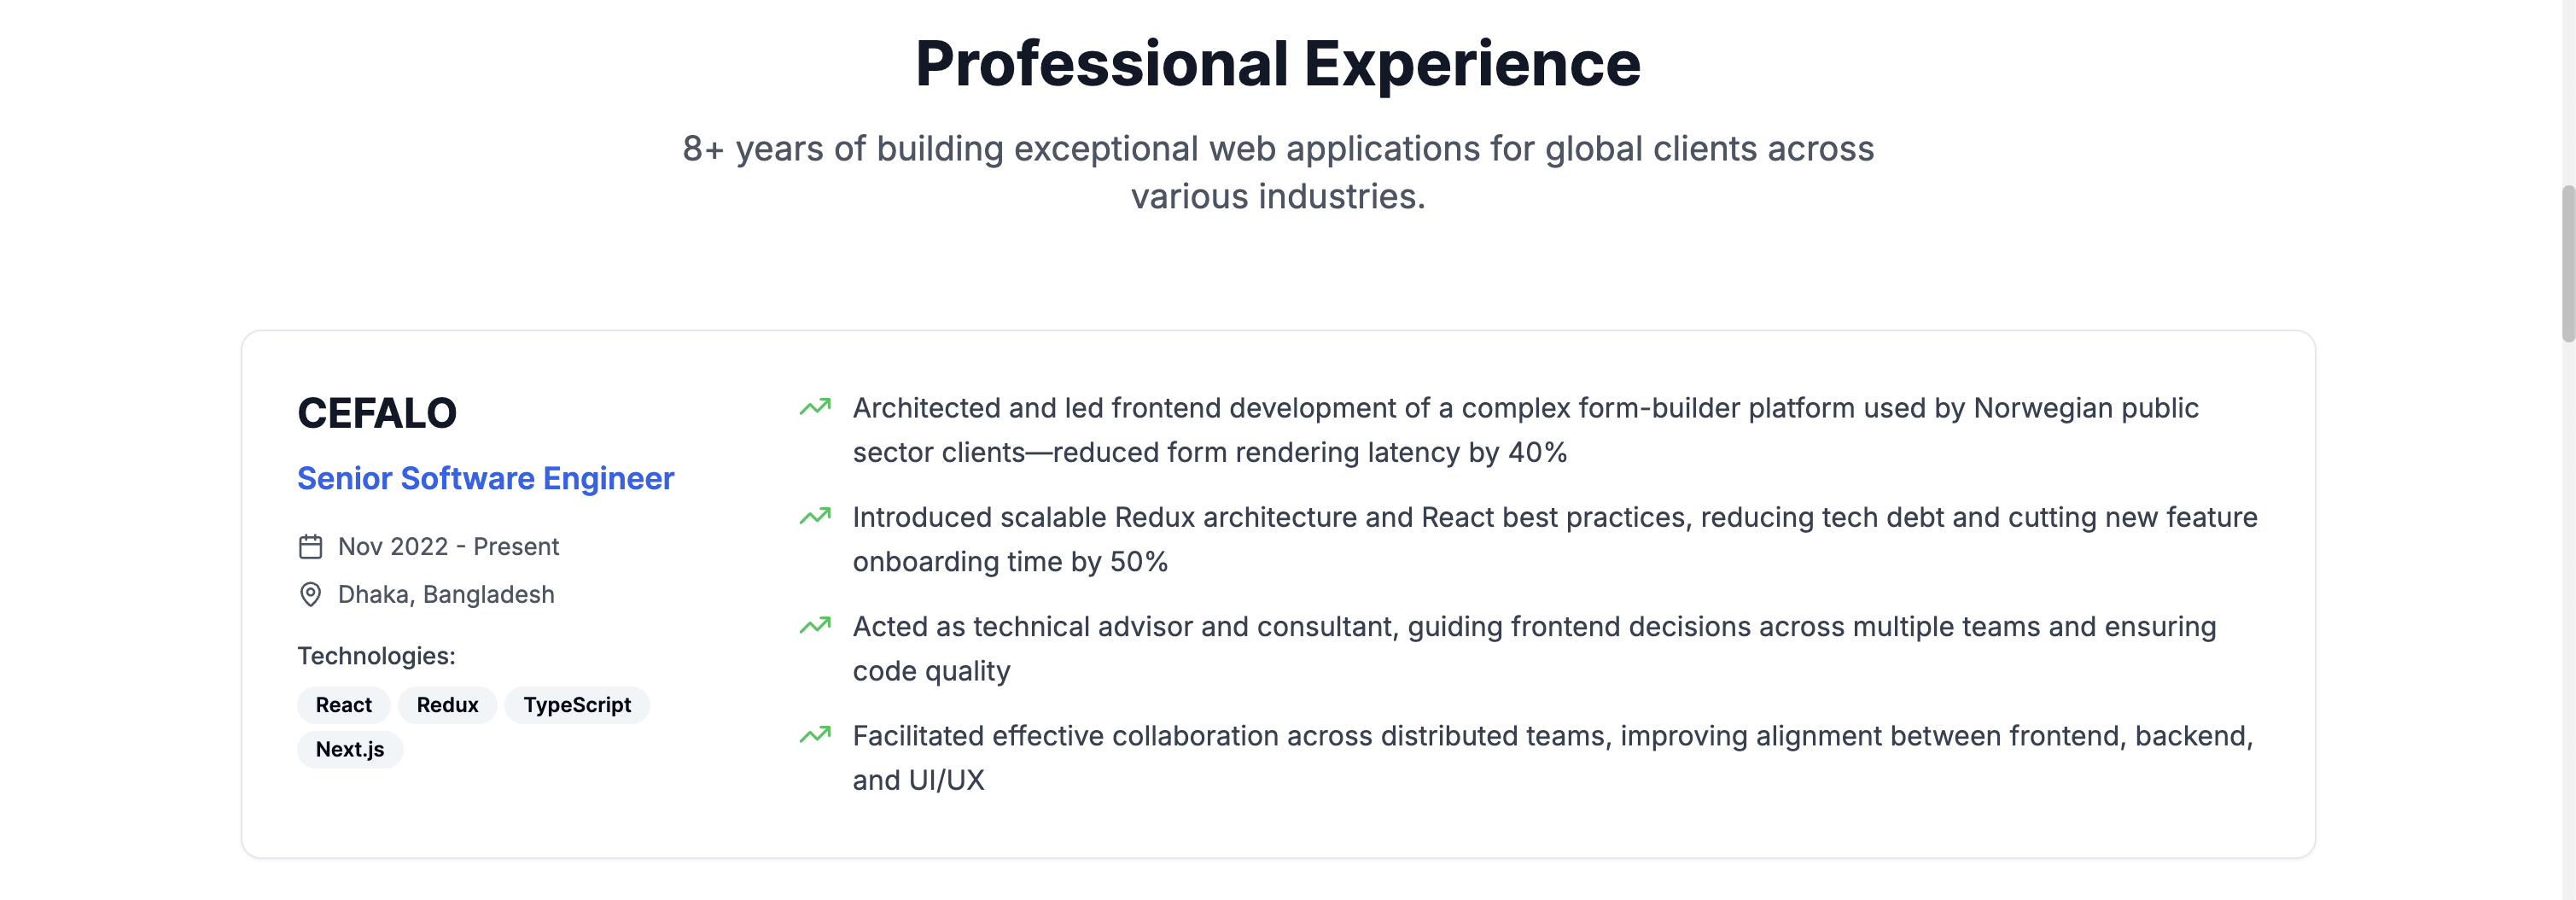 Professional Experience
8+ years of building exceptional web applications for global clients across
various industries.
CEFALO
Senior Software Engineer
Nov 2022 - Present
Dhaka, Bangladesh
Technologies:
React Redux TypeScript
Next.js
Architected and led frontend development of a complex form-builder platform used by Norwegian public
sector clients—reduced form rendering latency by 40%
Introduced scalable Redux architecture and React best practices, reducing tech debt and cutting new feature
onboarding time by 50%
Acted as technical advisor and consultant, guiding frontend decisions across multiple teams and ensuring
code quality
Facilitated effective collaboration across distributed teams, improving alignment between frontend, backend,
and UI/UX